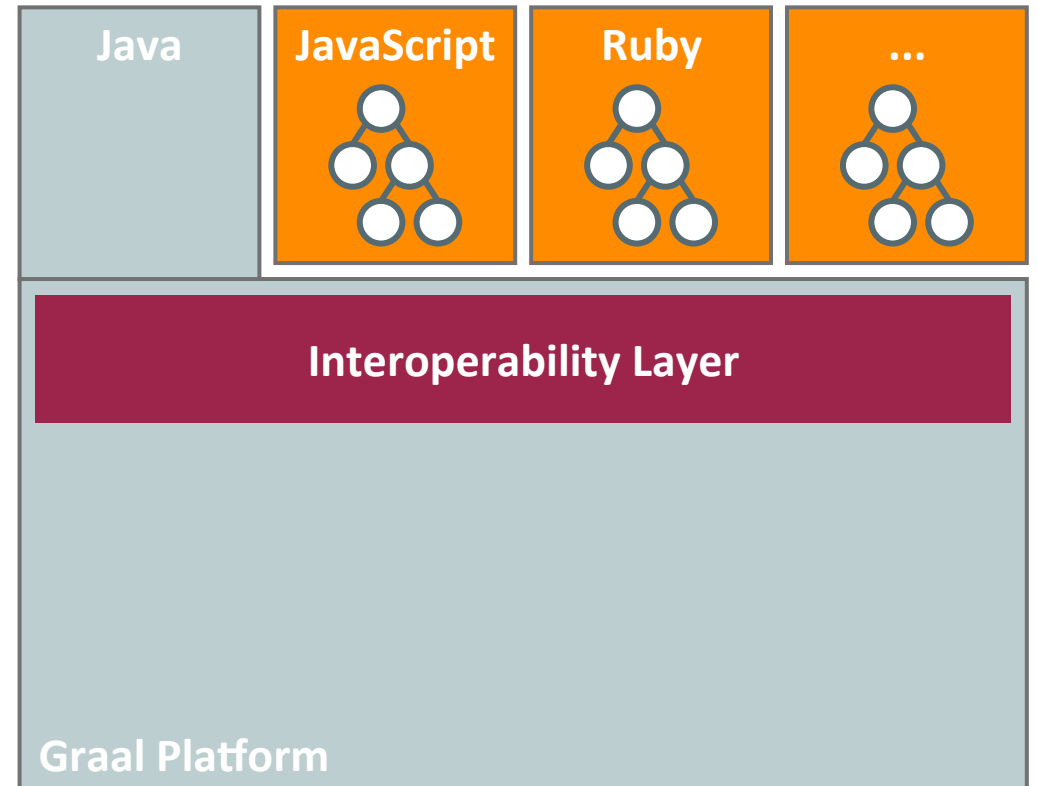 Java
JavaScript
Ruby
...
Interoperability Layer
Graal Platform